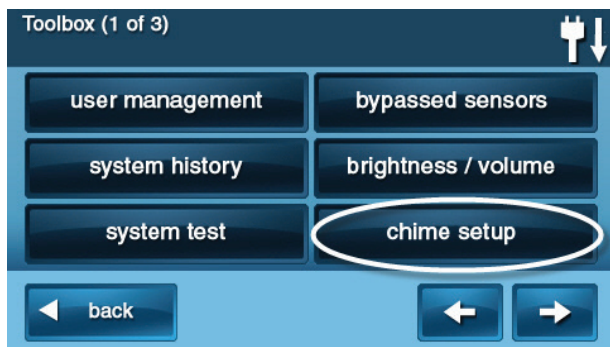 Toolbox (1 of 3)
user management
bypassed sensors
system history
brightness / volume
system test
chime setup
back